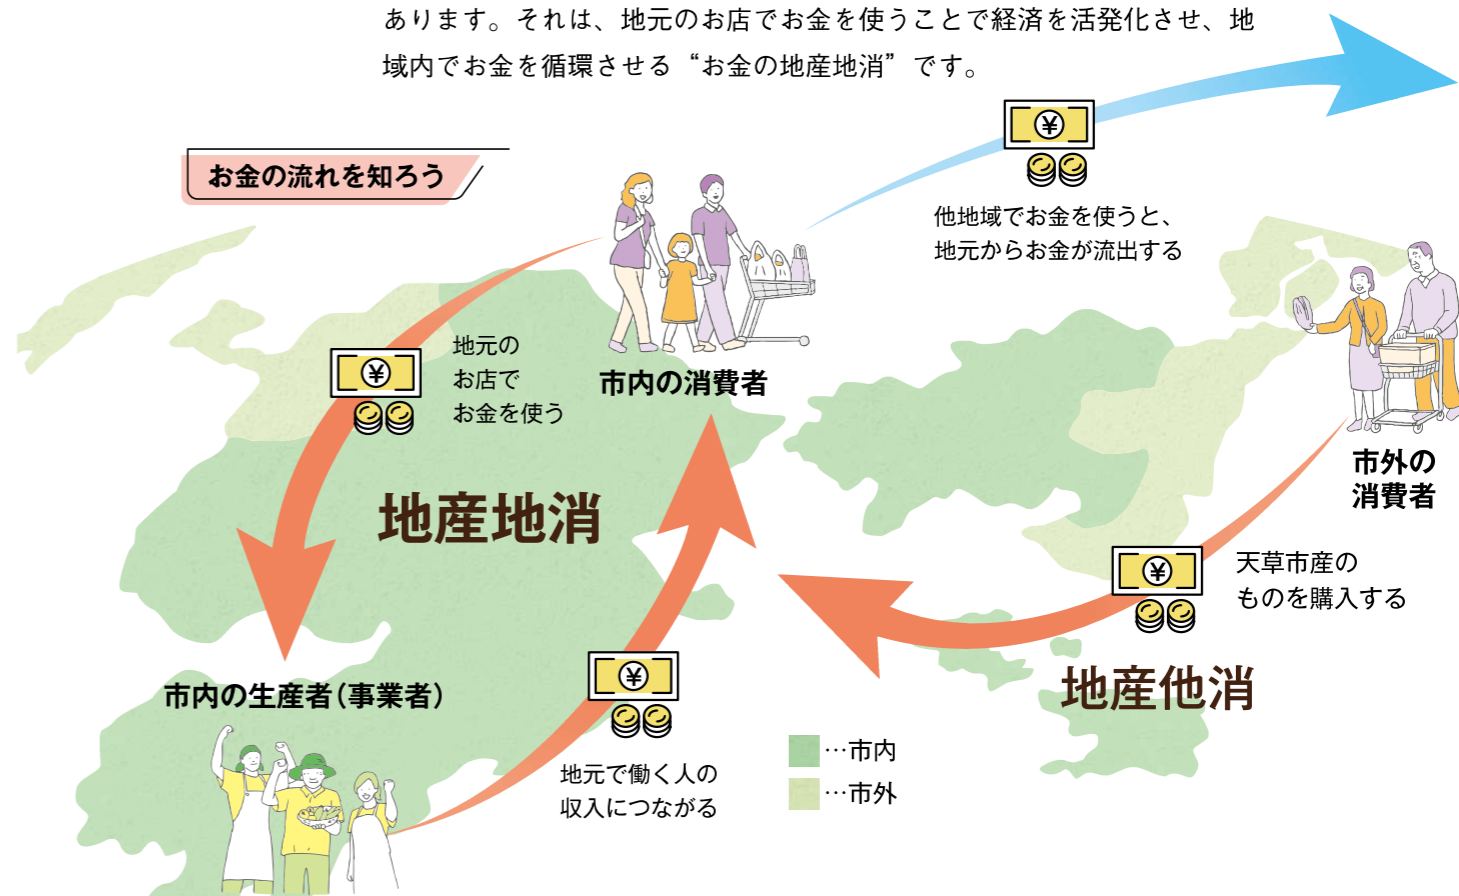 あります。それは、地元のお店でお金を使うことで経済を活発化させ、地
域内でお金を循環させる“お金の地産地消”です。
お金の流れを知ろう
他地域でお金を使うと、
地元からお金が流出する
地元の
お店で
お金を使う
市内の消費者
市外の
消費者
地産地消
天草市産の
ものを購入する
地産他消
市内の生産者(事業者)
地元で働く人の
収入につながる
…市内
…市外
¥
¥
¥
¥